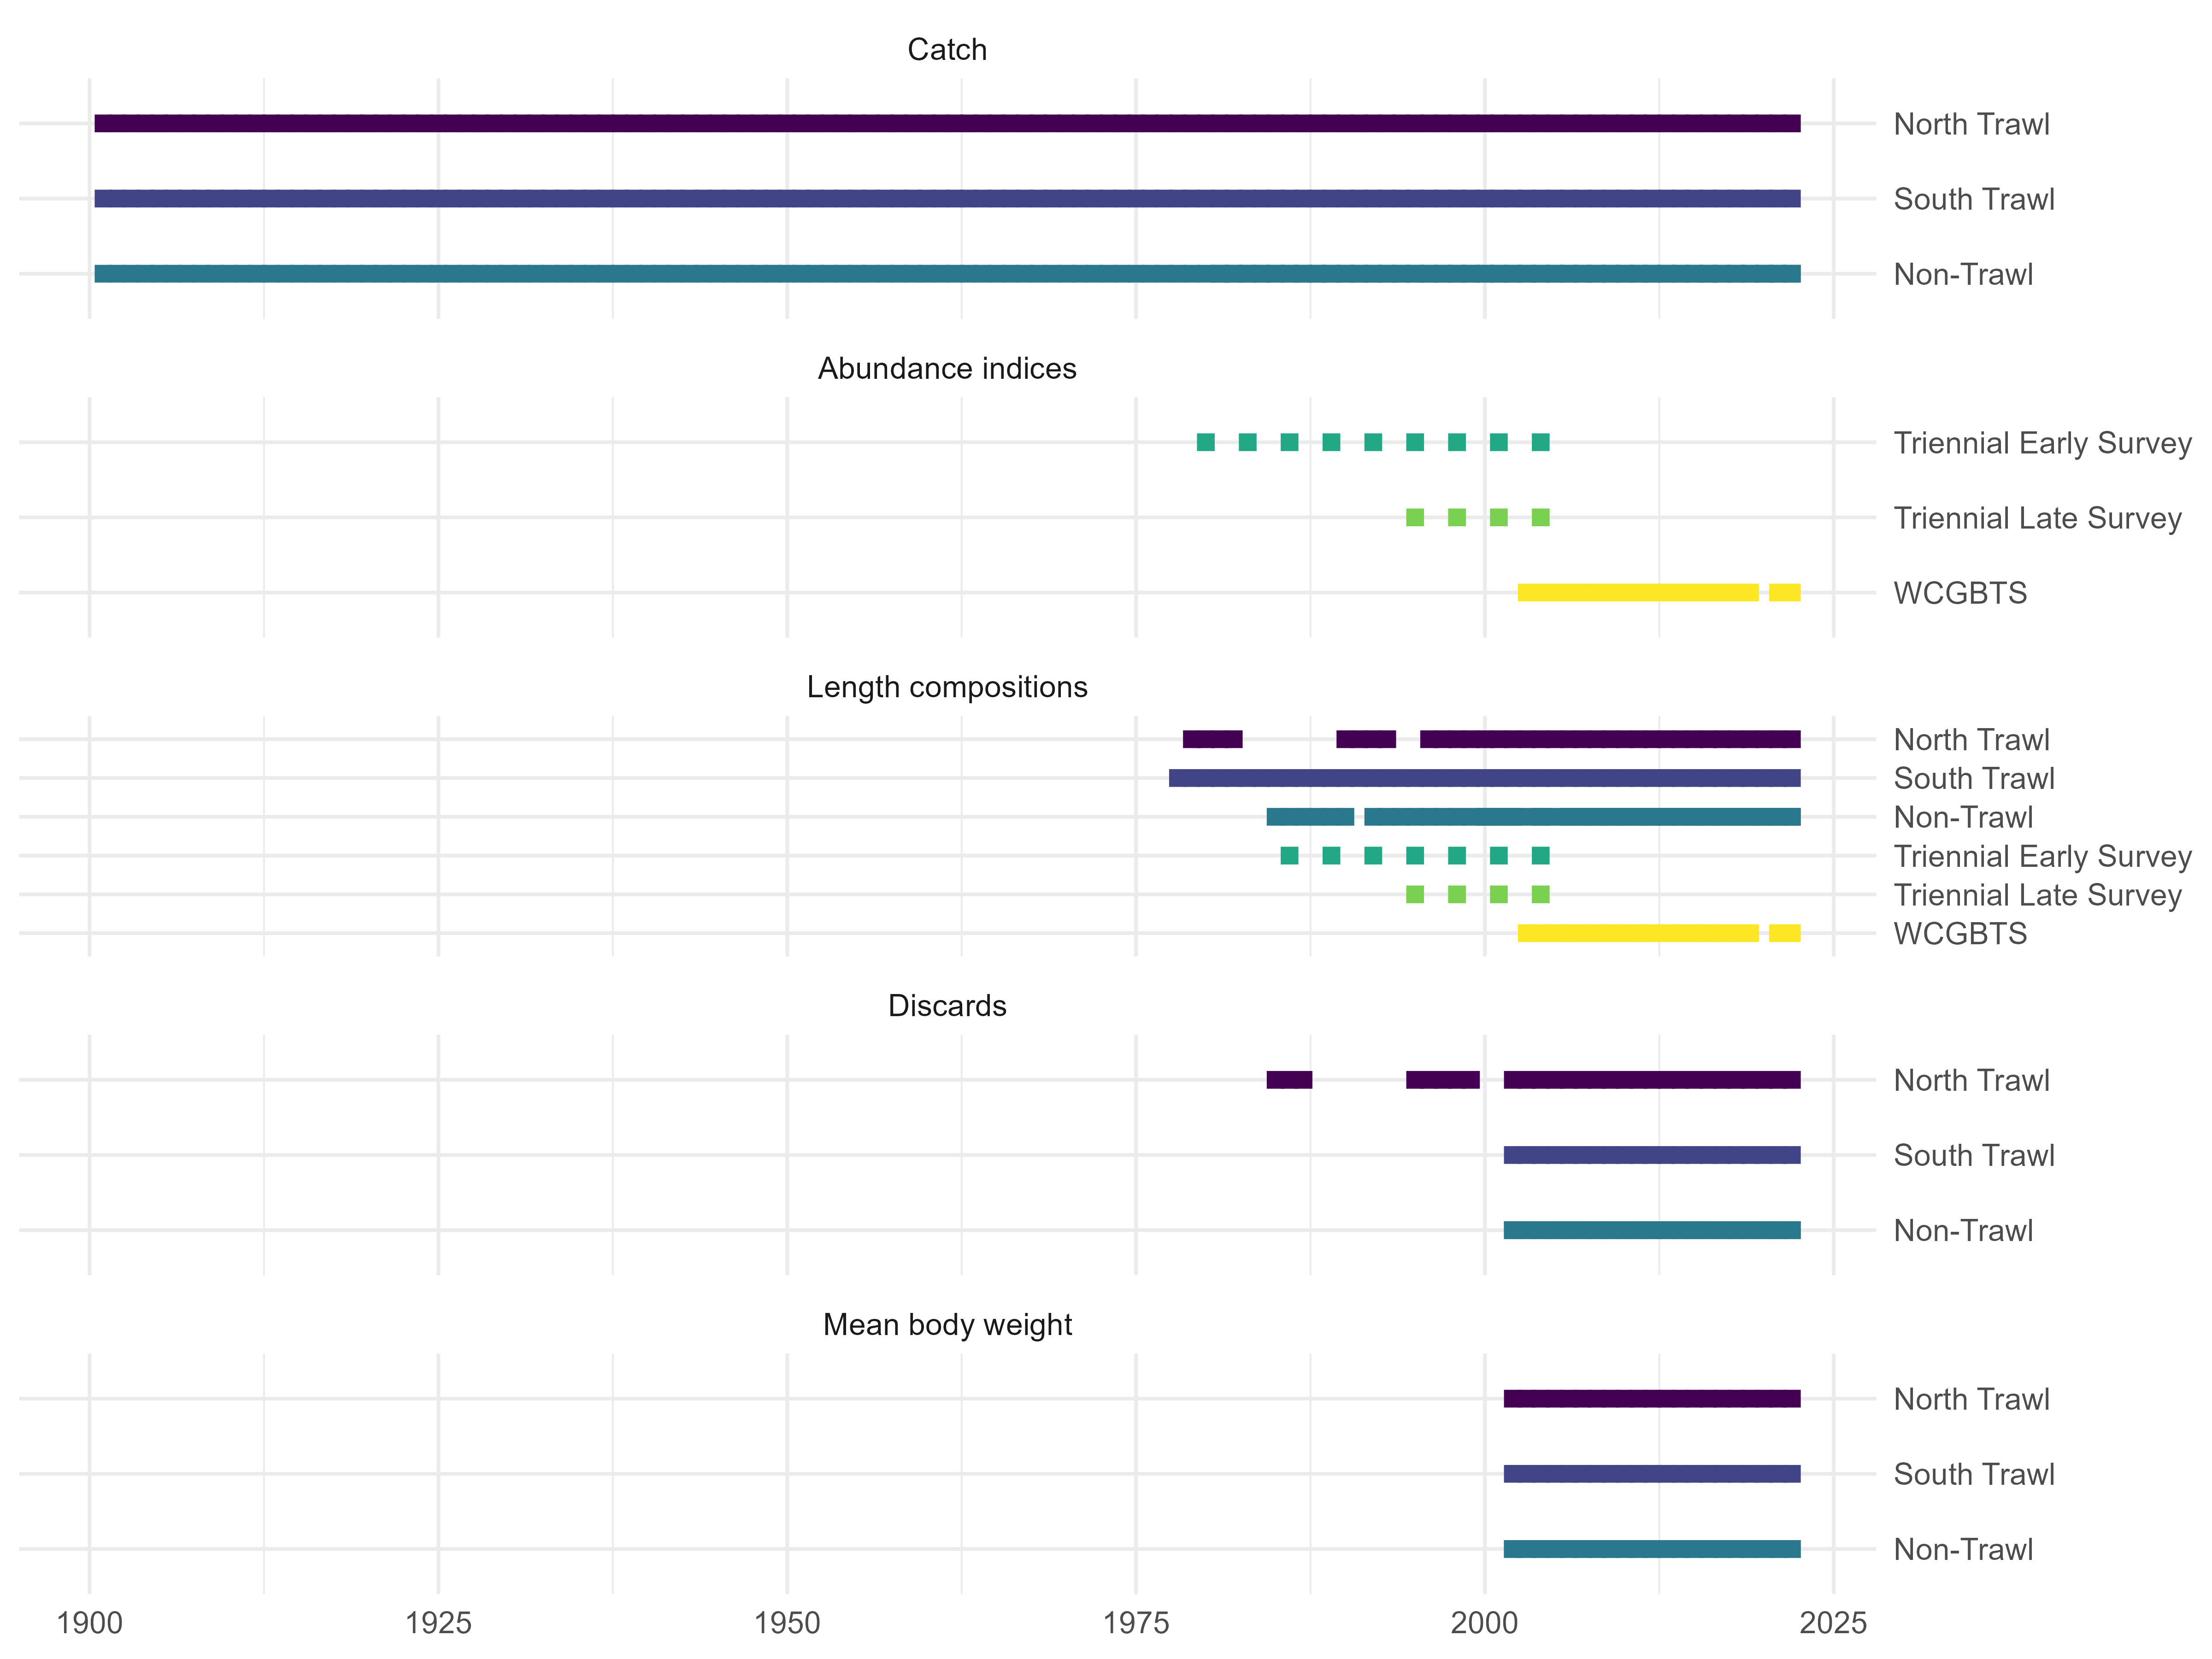 Catch
North Trawl
South Trawl
Non-Trawl
Abundance indices
Triennial Early Survey
Triennial Late Survey
WCGBTS
Length compositions
North Trawl
South Trawl
Non-Trawl
Triennial Early Survey
Triennial Late Survey
WCGBTS
Discards
North Trawl
South Trawl
Non-Trawl
Mean body weight
North Trawl
South Trawl
Non-Trawl
1900 1925 1950 1975 2000 2025